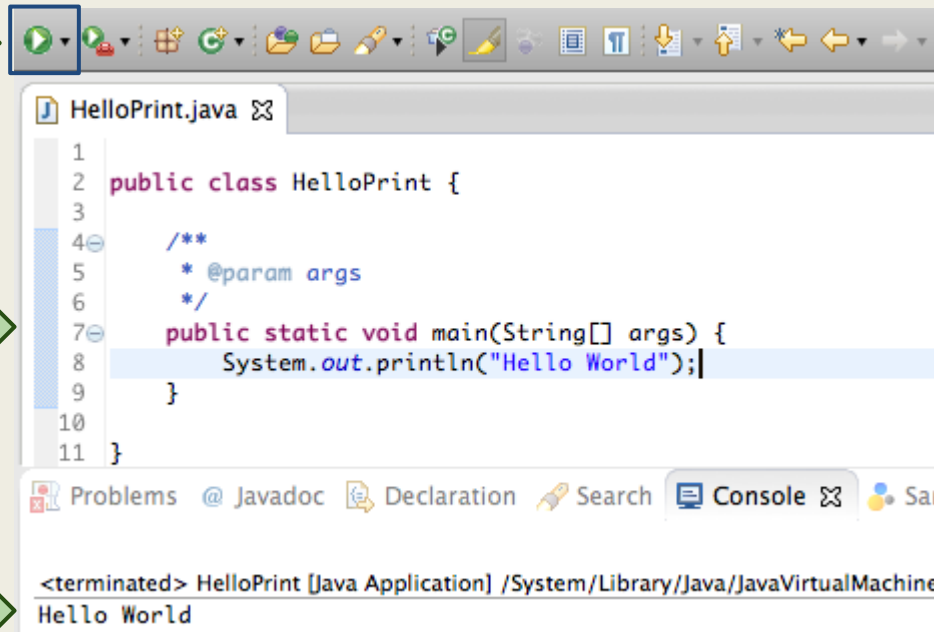 HelloPrint.java
1
2 public class HelloPrint {
3
4 /**
5 * @param args
6 */
7 public static void main(String[] args) {
8 System.out.println("Hello World");
9 }
10
11 }
Problems @ Javadoc Declaration Search Console
<terminated> HelloPrint [Java Application] /System/Library/Java/JavaVirtualMachine
Hello World